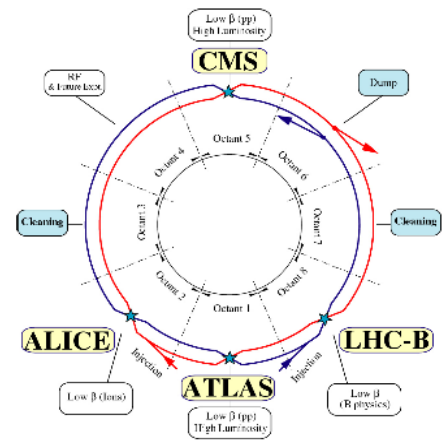 Low β (pp)
High Luminosity
CMS
RF
& Future Expt.
Dump
Octant 5
Octant 4
Octant 6
Cleaning
Octant 3
Octant 7
Cleaning
Octant 2
Octant 8
Octant 1
ALICE
LHC-B
Injection
ATLAS
Injection
Low β (Ions)
Low β (pp)
High Luminosity
Low β
(B physics)